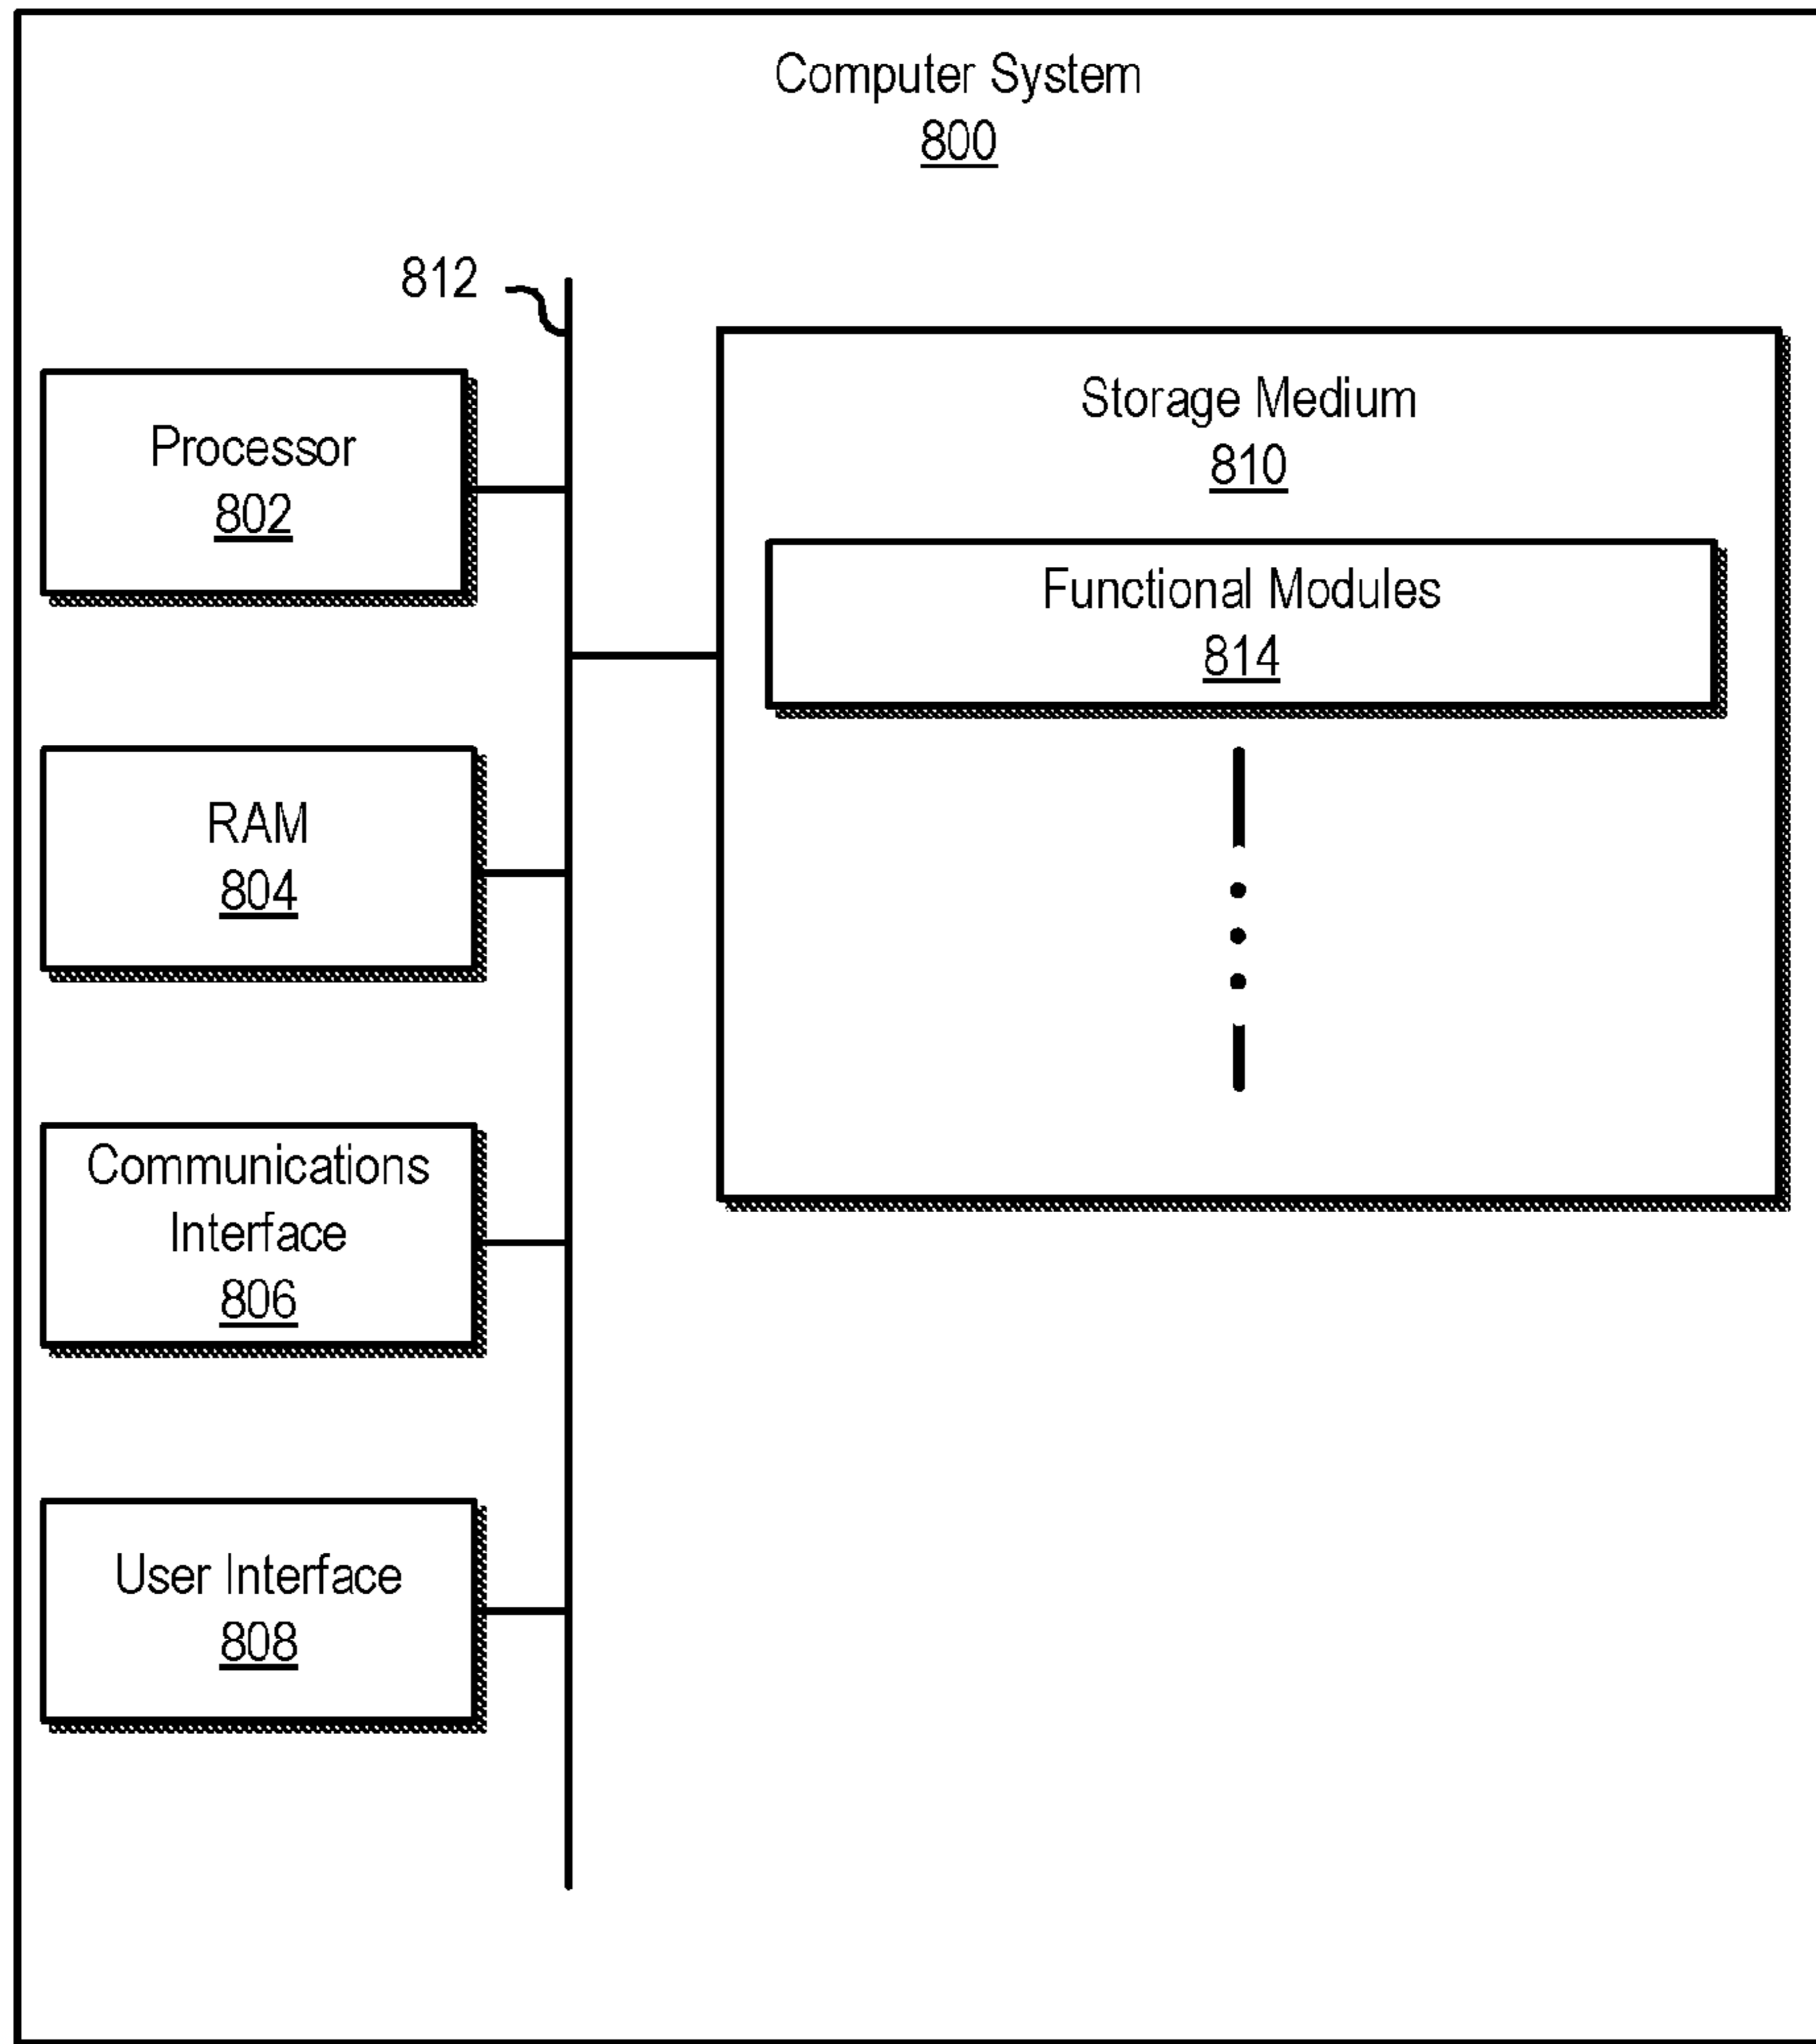 Computer System
800
812
Processor
802
Storage Medium
810
Functional Modules
814
RAM
804
Communications
Interface
806
User Interface
808